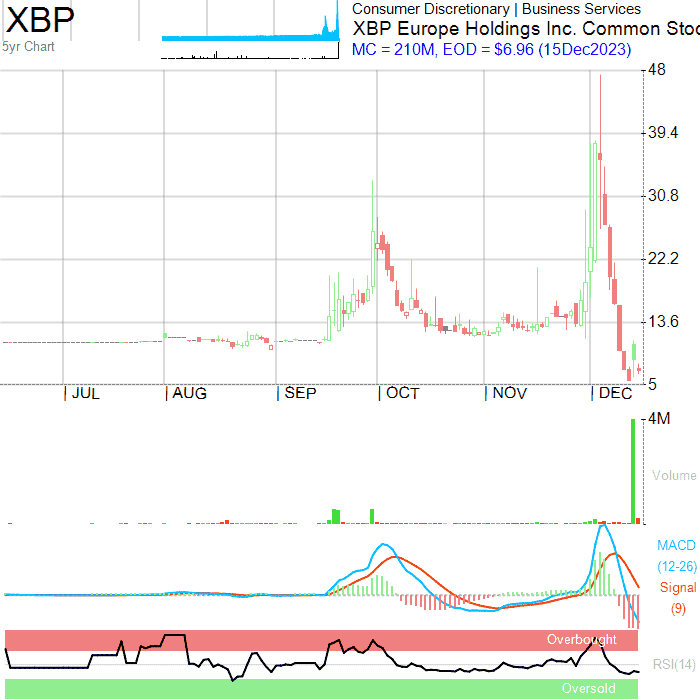 XBP
5yr Chart
Consumer Discretionary | Business Services
XBP Europe Holdings Inc. Common Stoc
MC = 210M, EOD = $6.96 (15Dec2023)
48
39.4
30.8
22.2
13.6
5
| JUL | AUG | SEP | OCT | NOV | DEC
4M
Volume
MACD
(12-26)
Signal
(9)
Overbought
RSI(14)
Oversold